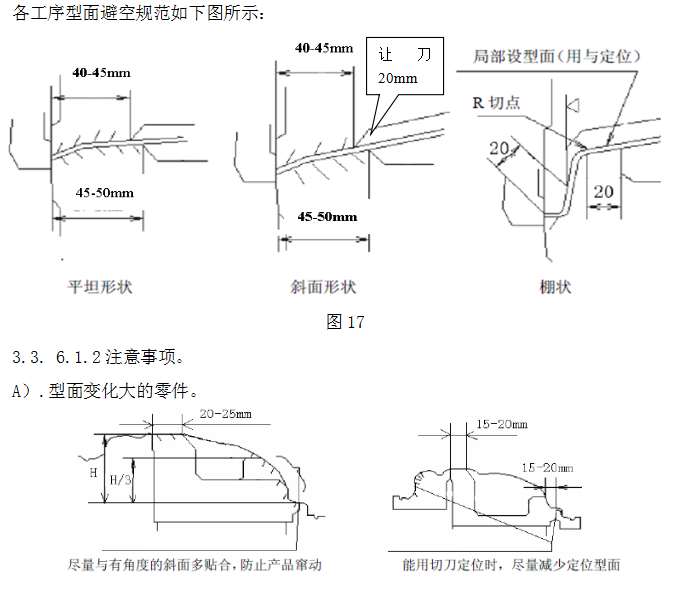 各工序型面避空规范如下图所示：
40-45mm
45-50mm
平坦形状
40-45mm
让 刀
20mm
45-50mm
斜面形状
局部设型面(用与定位)
R 切点
20
20
棚状
图 17
3.3. 6.1.2 注意事项。
A）.型面变化大的零件。
20-25mm
H
H/3
尽量与有角度的斜面多贴合,防止产品窜动
15-20mm
15-20mm
能用切刀定位时，尽量减少定位型面